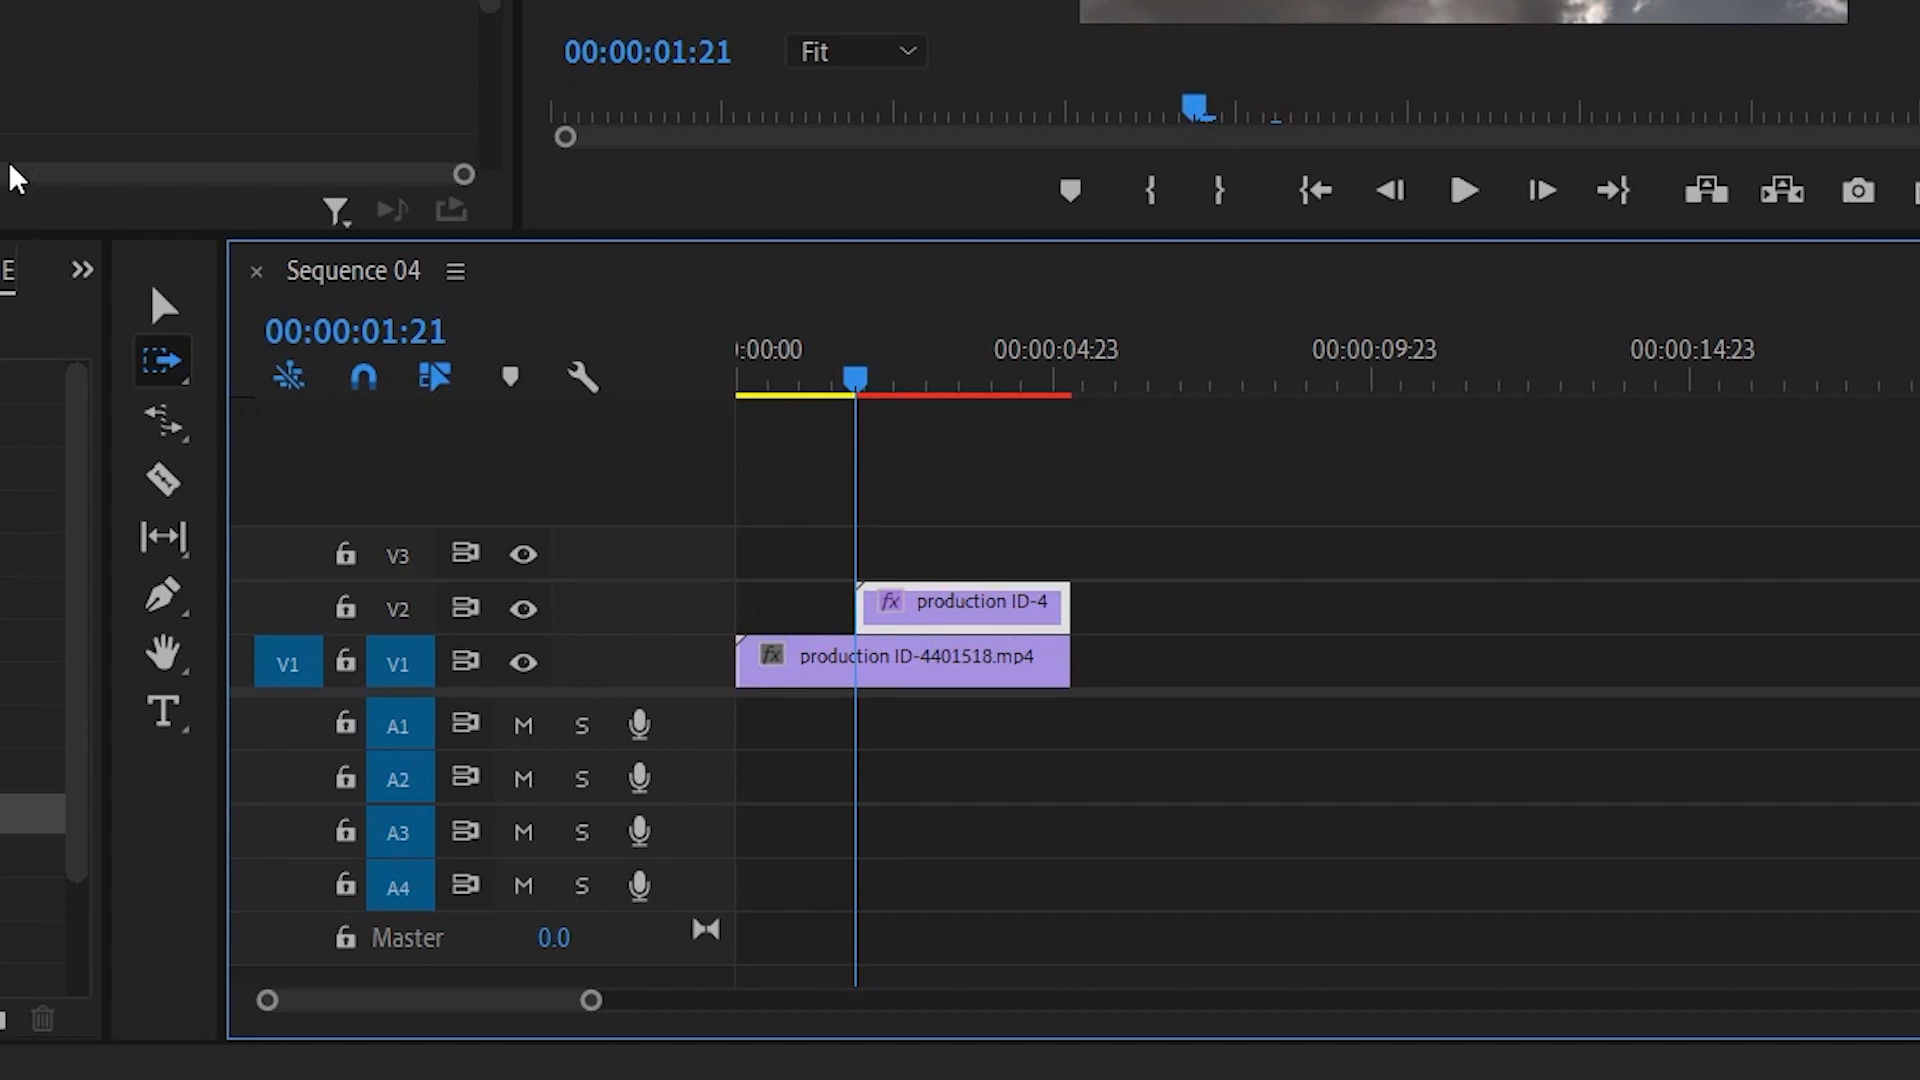 00:00:01:21
Fit
E
Sequence 04
00:00:01:21
:00:00
00:00:04:23
00:00:09:23
00:00:14:23
V3
V2
fx production ID-4
V1
V1
fx production ID-4401518.mp4
A1
M
S
A2
M
S
A3
M
S
A4
M
S
Master
0.0